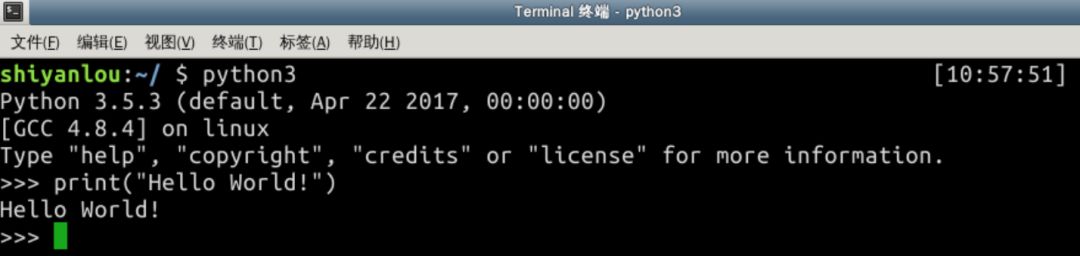 Terminal 终端 - python3
文件(F) 编辑(E) 视图(V) 终端(T) 标签(A) 帮助(H)
shiyanlou:~/ $ python3 [10:57:51]
Python 3.5.3 (default, Apr 22 2017, 00:00:00)
[GCC 4.8.4] on linux
Type "help", "copyright", "credits" or "license" for more information.
>>> print("Hello World!")
Hello World!
>>>